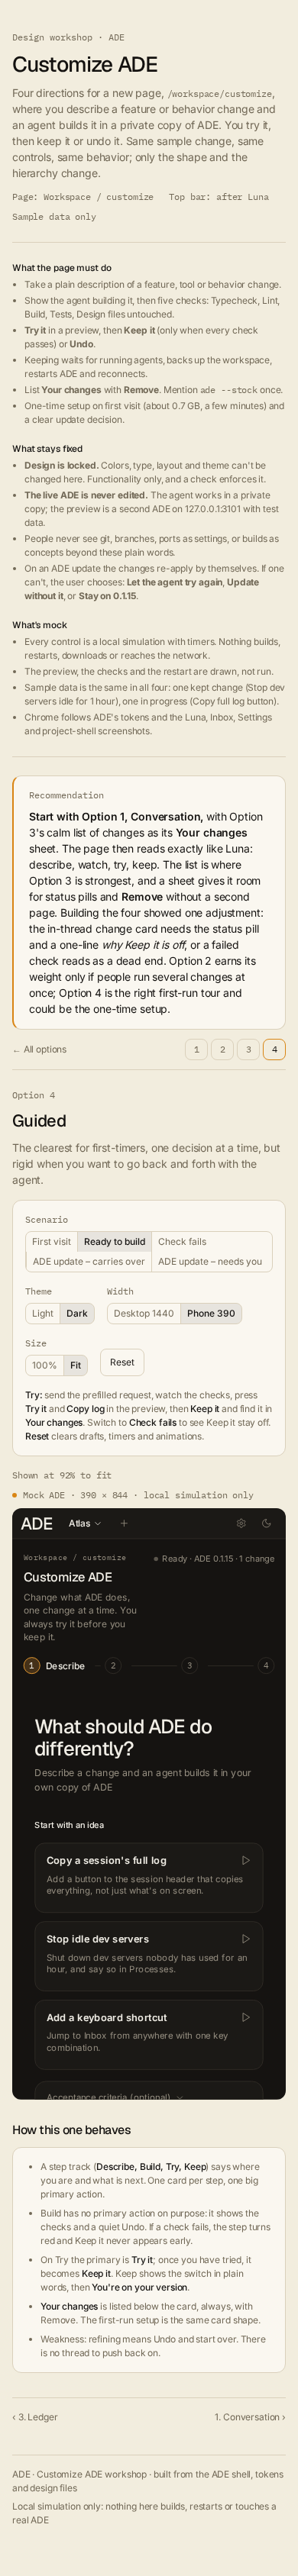 Design workshop · ADE
Customize ADE
Four directions for a new page, /workspace/customize,
where you describe a feature or behavior change and
an agent builds it in a private copy of ADE. You try it,
then keep it or undo it. Same sample change, same
controls, same behavior; only the shape and the
hierarchy change.
Page: Workspace / customize Top bar: after Luna
Sample data only
What the page must do
• Take a plain description of a feature, tool or behavior change.
• Show the agent building it, then five checks: Typecheck, Lint,
Build, Tests, Design files untouched.
• Try it in a preview, then Keep it (only when every check
passes) or Undo.
• Keeping waits for running agents, backs up the workspace,
restarts ADE and reconnects.
• List Your changes with Remove. Mention ade --stock once.
• One-time setup on first visit (about 0.7 GB, a few minutes) and
a clear update decision.
What stays fixed
• Design is locked. Colors, type, layout and theme can't be
changed here. Functionality only, and a check enforces it.
• The live ADE is never edited. The agent works in a private
copy; the preview is a second ADE on 127.0.0.1:3101 with test
data.
• People never see git, branches, ports as settings, or builds as
concepts beyond these plain words.
• On an ADE update the changes re-apply by themselves. If one
can't, the user chooses: Let the agent try again, Update
without it, or Stay on 0.1.15.
What's mock
• Every control is a local simulation with timers. Nothing builds,
restarts, downloads or reaches the network.
• The preview, the checks and the restart are drawn, not run.
• Sample data is the same in all four: one kept change (Stop dev
servers idle for 1 hour), one in progress (Copy full log button).
• Chrome follows ADE's tokens and the Luna, Inbox, Settings
and project-shell screenshots.
Recommendation
Start with Option 1, Conversation, with Option
3's calm list of changes as its Your changes
sheet. The page then reads exactly like Luna:
describe, watch, try, keep. The list is where
Option 3 is strongest, and a sheet gives it room
for status pills and Remove without a second
page. Building the four showed one adjustment:
the in-thread change card needs the status pill
and a one-line why Keep it is off, or a failed
check reads as a dead end. Option 2 earns its
weight only if people run several changes at
once; Option 4 is the right first-run tour and
could be the one-time setup.
← All options 1 2 3 4
Option 4
Guided
The clearest for first-timers, one decision at a time, but
rigid when you want to go back and forth with the
agent.
Scenario
First visit Ready to build Check fails
ADE update – carries over ADE update – needs you
Theme Width
Light Dark Desktop 1440 Phone 390
Size
100% Fit Reset
Try: send the prefilled request, watch the checks, press
Try it and Copy log in the preview, then Keep it and find it in
Your changes. Switch to Check fails to see Keep it stay off.
Reset clears drafts, timers and animations.
Shown at 92% to fit
Mock ADE · 390 × 844 · local simulation only
ADE Atlas
Workspace / customize Ready · ADE 0.1.15 · 1 change
Customize ADE
Change what ADE does,
one change at a time. You
always try it before you
keep it.
1 Describe 2 3 4
What should ADE do
differently?
Describe a change and an agent builds it in your
own copy of ADE
Start with an idea
Copy a session's full log
Add a button to the session header that copies
everything, not just what's on screen.
Stop idle dev servers
Shut down dev servers nobody has used for an
hour, and say so in Processes.
Add a keyboard shortcut
Jump to Inbox from anywhere with one key
combination.
Acceptance criteria (optional)
How this one behaves
• A step track (Describe, Build, Try, Keep) says where
you are and what is next. One card per step, one big
primary action.
• Build has no primary action on purpose: it shows the
checks and a quiet Undo. If a check fails, the step turns
red and Keep it never appears early.
• On Try the primary is Try it; once you have tried, it
becomes Keep it. Keep shows the switch in plain
words, then You're on your version.
• Your changes is listed below the card, always, with
Remove. The first-run setup is the same card shape.
• Weakness: refining means Undo and start over. There
is no thread to push back on.
‹ 3. Ledger 1. Conversation ›
ADE · Customize ADE workshop · built from the ADE shell, tokens
and design files
Local simulation only: nothing here builds, restarts or touches a
real ADE